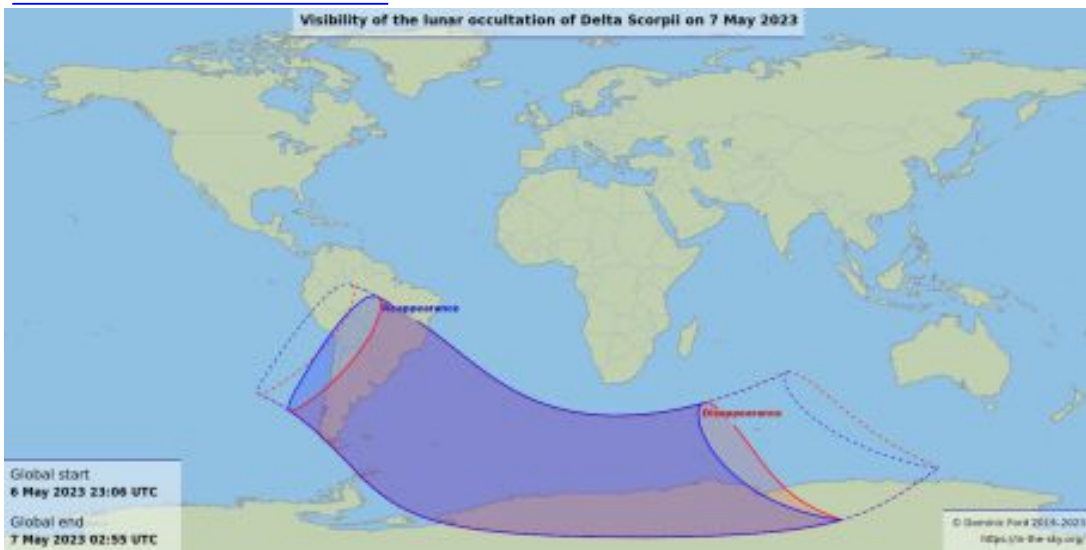 Visibility of the lunar occultation of Delta Scorpii on 7 May 2023
Disappearance
Disappearance
Global start
6 May 2023 23:06 UTC
Global end
7 May 2023 02:55 UTC
© Dominic Ford 2019–2023
https://in-the-sky.org